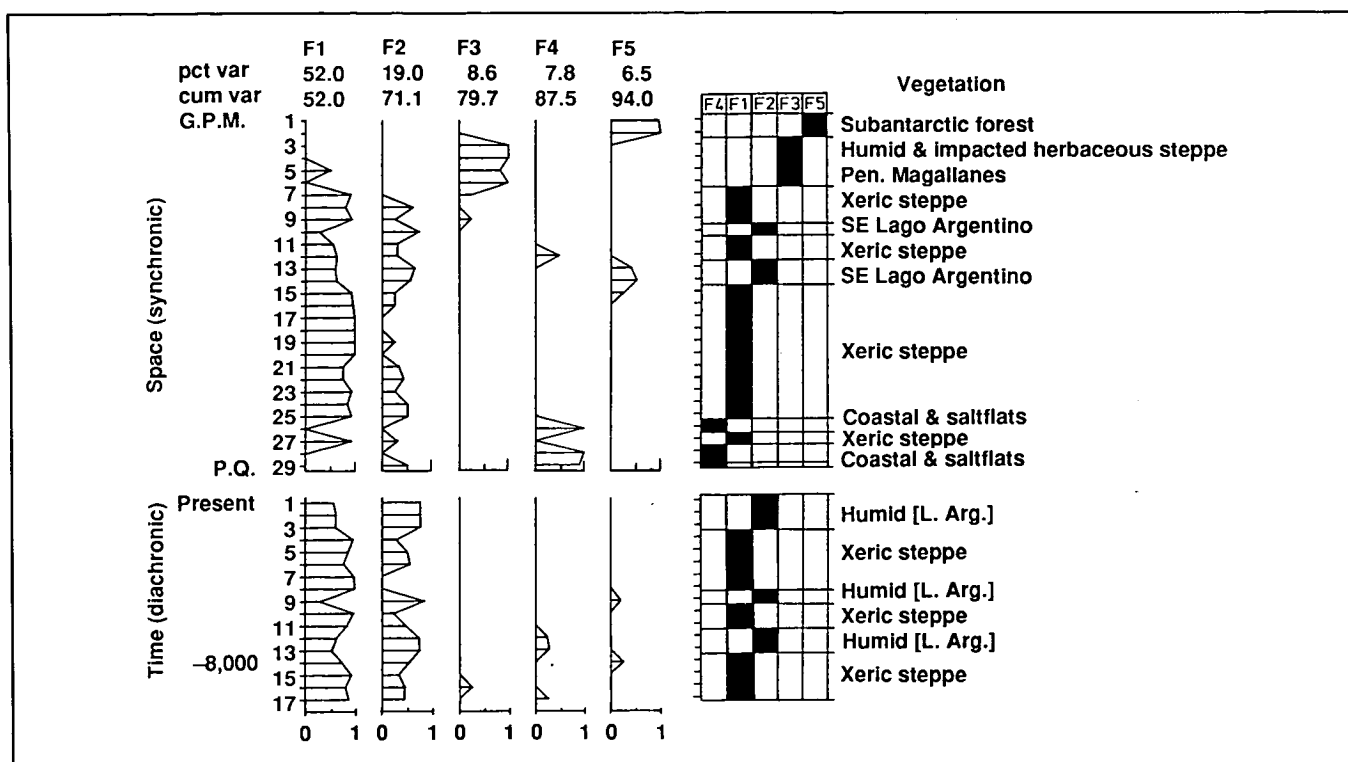 F1 F2 F3 F4 F5
pct var 52.0 19.0 8.6 7.8 6.5
cum var 52.0 71.1 79.7 87.5 94.0
Vegetation
F4 F1 F2 F3 F5
Space (synchronic)
G.P.M.
1
3
5
7
9
11
13
15
17
19
21
23
25
27
P.Q. 29
Subantarctic forest
Humid & impacted herbaceous steppe
Pen. Magallanes
Xeric steppe
SE Lago Argentino
Xeric steppe
SE Lago Argentino
Xeric steppe
Coastal & saltflats
Xeric steppe
Coastal & saltflats
Time (diachronic)
Present 1
3
5
7
9
11
13
–8,000
15
17
0 1 0 1 0 1 0 1 0 1
Humid [L. Arg.]
Xeric steppe
Humid [L. Arg.]
Xeric steppe
Humid [L. Arg.]
Xeric steppe